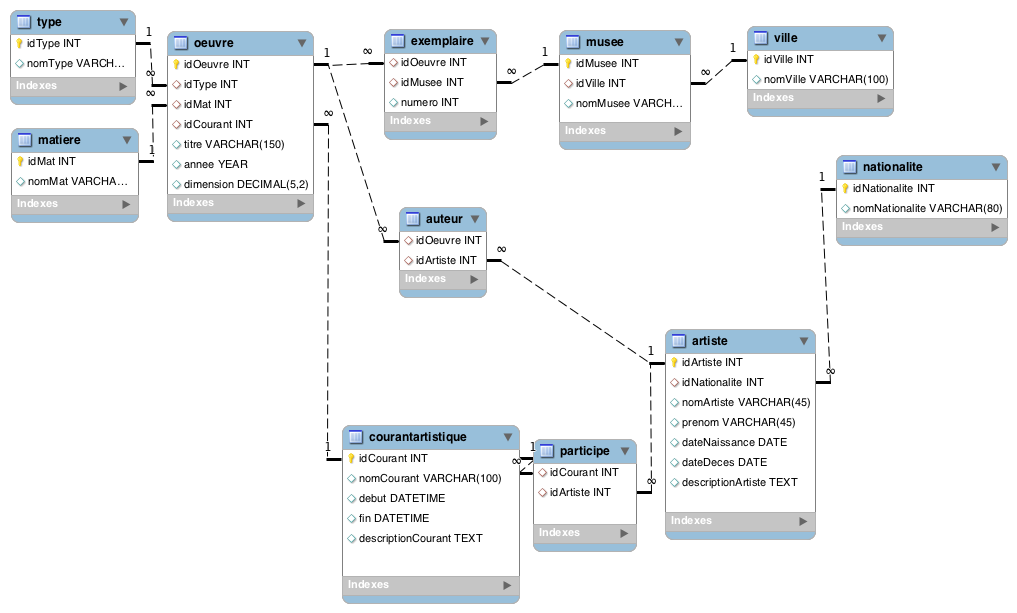 type
idType INT
nomType VARCH...
Indexes
matiere
idMat INT
nomMat VARCHA...
Indexes
oeuvre
idOeuvre INT
idType INT
idMat INT
idCourant INT
titre VARCHAR(150)
annee YEAR
dimension DECIMAL(5,2)
Indexes
exemplaire
idOeuvre INT
idMusee INT
numero INT
Indexes
musee
idMusee INT
idVille INT
nomMusee VARCH...
Indexes
ville
idVille INT
nomVille VARCHAR(100)
Indexes
nationalite
idNationalite INT
nomNationalite VARCHAR(80)
Indexes
auteur
idOeuvre INT
idArtiste INT
Indexes
artiste
idArtiste INT
idNationalite INT
nomArtiste VARCHAR(45)
prenom VARCHAR(45)
dateNaissance DATE
dateDeces DATE
descriptionArtiste TEXT
Indexes
courantartistique
idCourant INT
nomCourant VARCHAR(100)
debut DATETIME
fin DATETIME
descriptionCourant TEXT
Indexes
participe
idCourant INT
idArtiste INT
Indexes
1
∞
∞
1
1
∞
∞
1
∞
1
∞
∞
1
∞
1
1
∞
1
∞
∞
1